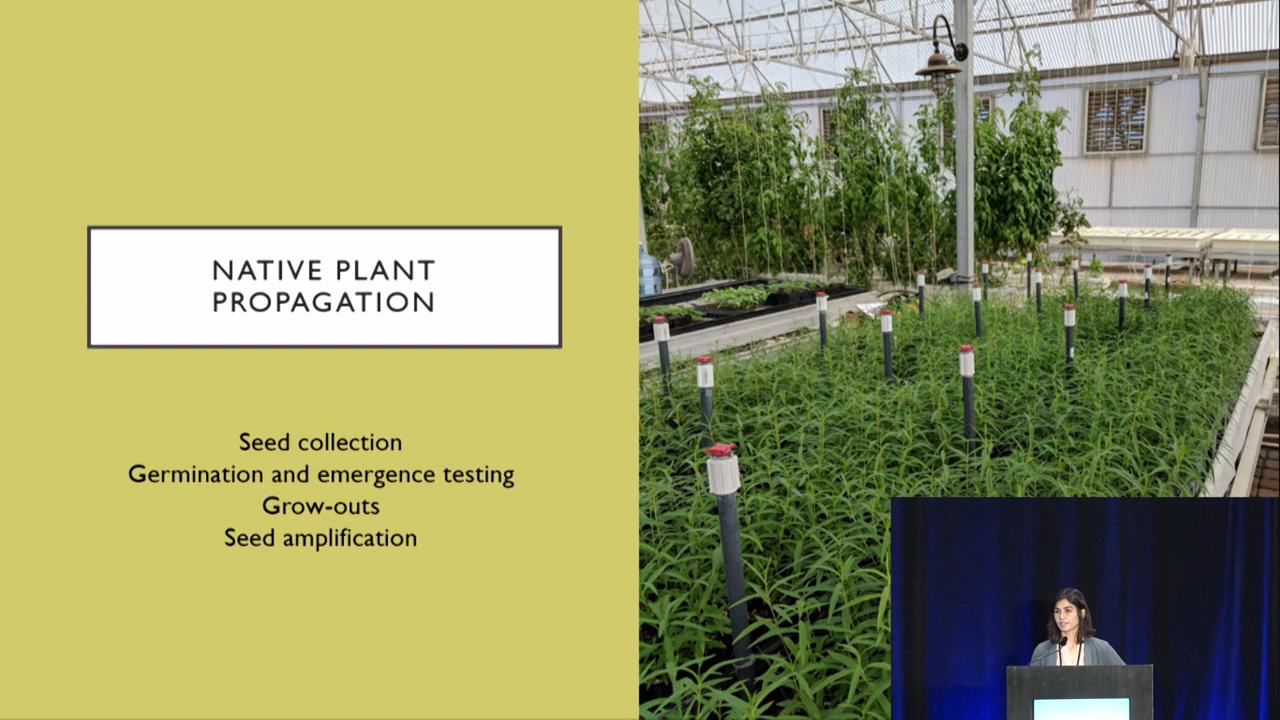 NATIVE PLANT
PROPAGATION
Seed collection
Germination and emergence testing
Grow-outs
Seed amplification